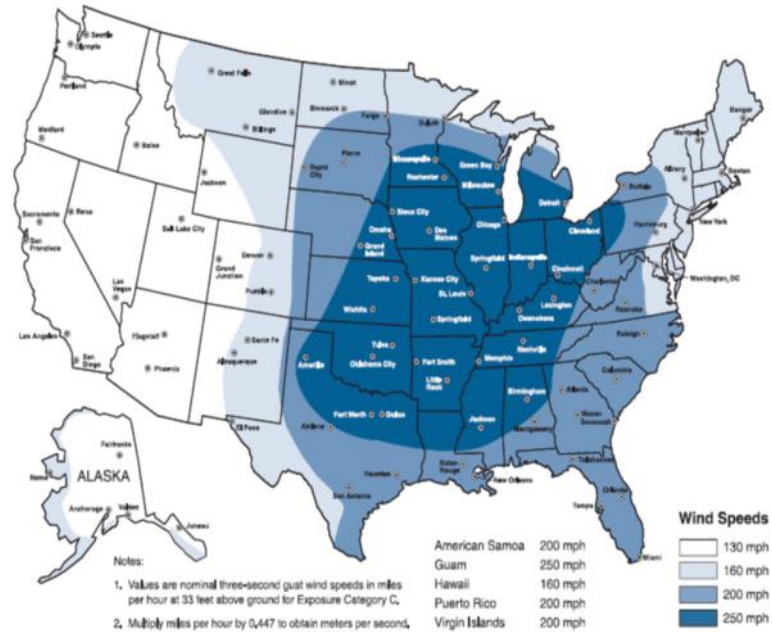 Seattle
Olympia
Portland
Medford
Boise
Great Falls
Glendive
Billings
Jackson
Minot
Bismarck
Fargo
Duluth
Rapid City
Pierre
Minneapolis
Rochester
Green Bay
Milwaukee
Detroit
Buffalo
Montpelier
Bangor
Albany
Boston
New York
Harrisburg
Washington, DC
Sacramento
San Francisco
Reno
Salt Lake City
Las Vegas
Los Angeles
San Diego
Denver
Grand Junction
Pueblo
Sioux City
Omaha
Grand Island
Des Moines
Chicago
Cleveland
Springfield
Indianapolis
Cincinnati
Topeka
Kansas City
St. Louis
Wichita
Springfield
Lexington
Owensboro
Charleston
Roanoke
Raleigh
Flagstaff
Phoenix
Santa Fe
Albuquerque
Amarillo
Tulsa
Oklahoma City
Fort Smith
Little Rock
Memphis
Nashville
Birmingham
Atlanta
Columbia
Macon
Savannah
El Paso
Abilene
Fort Worth
Dallas
Jackson
Montgomery
Tallahassee
Houston
San Antonio
Baton Rouge
New Orleans
Orlando
Tampa
Miami
Fairbanks
Nome
ALASKA
Anchorage
Valdez
Juneau
Notes:
1. Values are nominal three-second gust wind speeds in miles
per hour at 33 feet above ground for Exposure Category C.
2. Multiply miles per hour by 0.447 to obtain meters per second.
American Samoa 200 mph
Guam 250 mph
Hawaii 160 mph
Puerto Rico 200 mph
Virgin Islands 200 mph
Wind Speeds
130 mph
160 mph
200 mph
250 mph